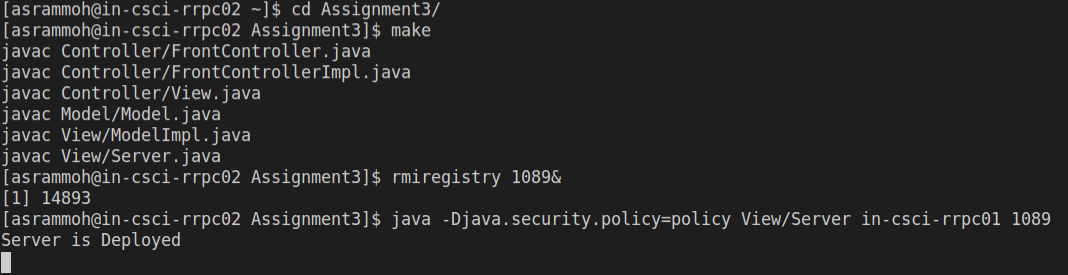 [asrammoh@in-csci-rrpc02 ~]$ cd Assignment3/
[asrammoh@in-csci-rrpc02 Assignment3]$ make
javac Controller/FrontController.java
javac Controller/FrontControllerImpl.java
javac Controller/View.java
javac Model/Model.java
javac View/ModelImpl.java
javac View/Server.java
[asrammoh@in-csci-rrpc02 Assignment3]$ rmiregistry 1089&
[1] 14893
[asrammoh@in-csci-rrpc02 Assignment3]$ java -Djava.security.policy=policy View/Server in-csci-rrpc01 1089
Server is Deployed